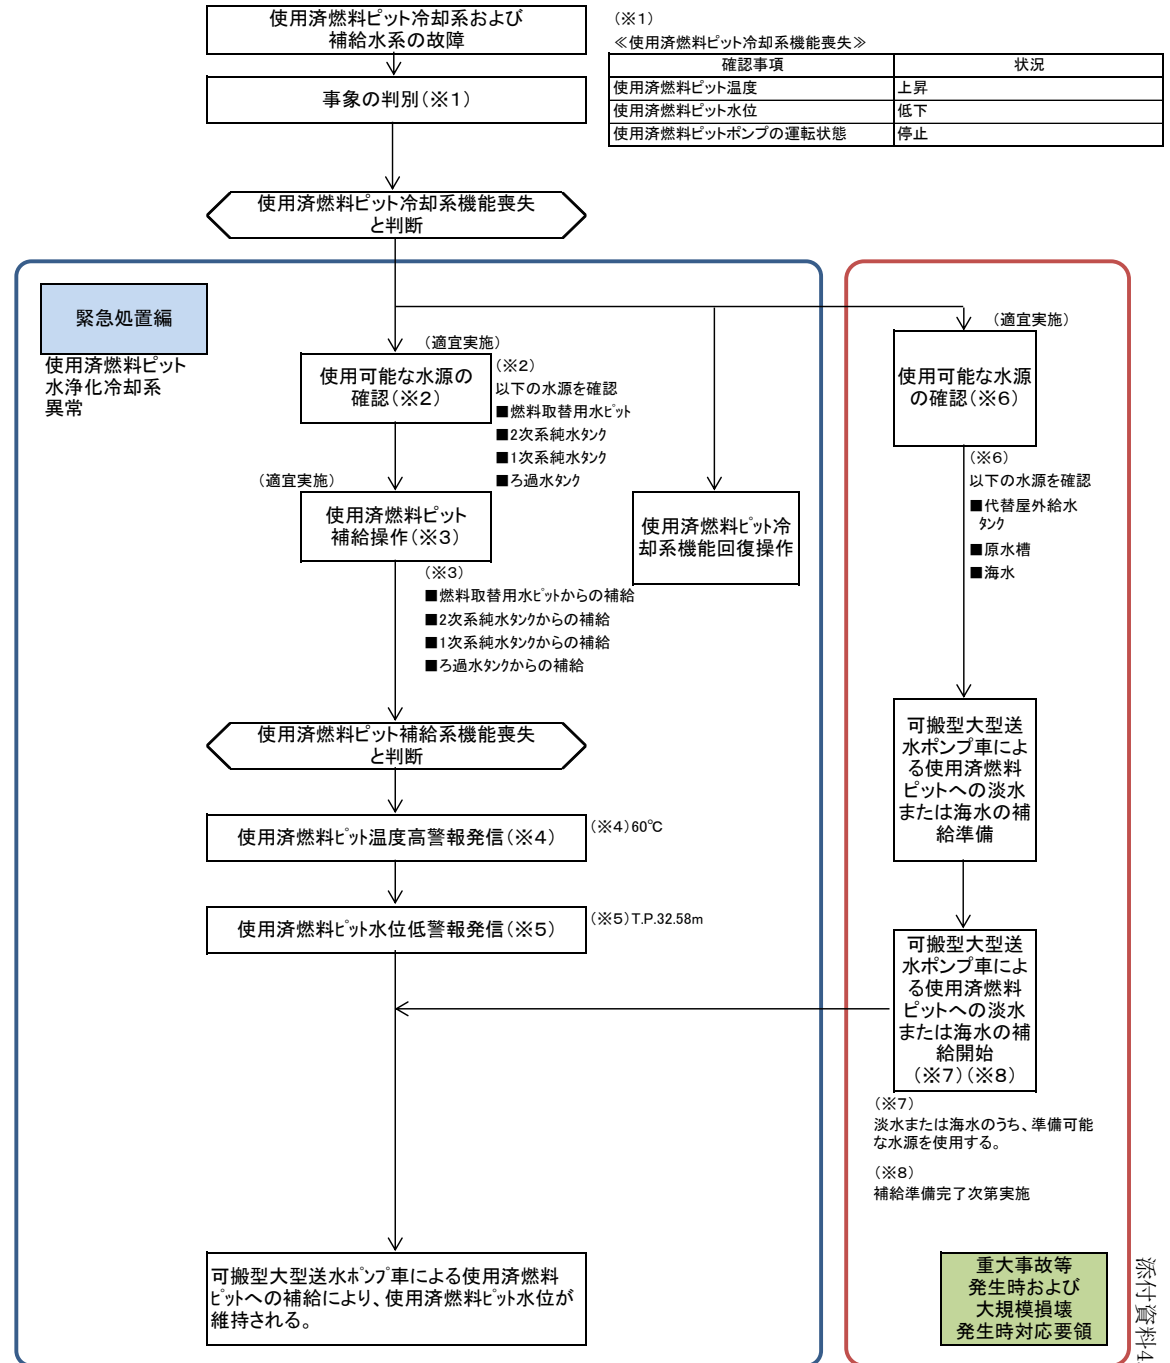 使用済燃料ピット冷却系および
補給水系の故障
事象の判別(※1)
(※1)
≪使用済燃料ピット冷却系機能喪失≫
確認事項 状況
使用済燃料ピット温度 上昇
使用済燃料ピット水位 低下
使用済燃料ピットポンプの運転状態 停止
使用済燃料ピット冷却系機能喪失
と判断
緊急処置編
使用済燃料ピット
水浄化冷却系
異常
(適宜実施)
使用可能な水源の
確認(※2)
(※2)
以下の水源を確認
■燃料取替用水ピット
■2次系純水タンク
■1次系純水タンク
■ろ過水タンク
(適宜実施)
使用済燃料ピット
補給操作(※3)
(※3)
■燃料取替用水ピットからの補給
■2次系純水タンクからの補給
■1次系純水タンクからの補給
■ろ過水タンクからの補給
使用済燃料ピット冷
却系機能回復操作
使用済燃料ピット補給系機能喪失
と判断
使用済燃料ピット温度高警報発信(※4)
(※4)60℃
使用済燃料ピット水位低警報発信(※5)
(※5)T.P.32.58m
可搬型大型送水ポンプ車による使用済燃料
ピットへの補給により、使用済燃料ピット水位が
維持される。
(適宜実施)
使用可能な水源
の確認(※6)
(※6)
以下の水源を確認
■代替屋外給水
タンク
■原水槽
■海水
可搬型大型送
水ポンプ車によ
る使用済燃料
ピットへの淡水
または海水の補
給準備
可搬型大型送
水ポンプ車によ
る使用済燃料
ピットへの淡水
または海水の補
給開始
(※7)(※8)
(※7)
淡水または海水のうち、準備可能
な水源を使用する。
(※8)
補給準備完了次第実施
重大事故等
発生時および
大規模損壊
発生時対応要領
添付資料4